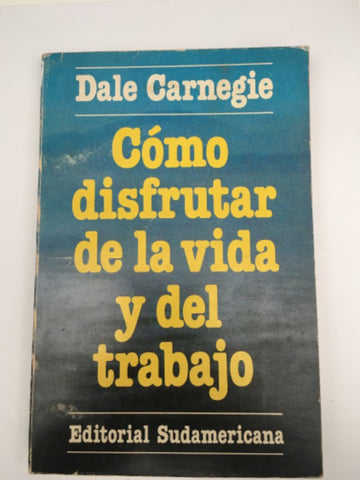 Dale Carnegie
Cómo
disfrutar
de la vida
y del
trabajo
Editorial Sudamericana